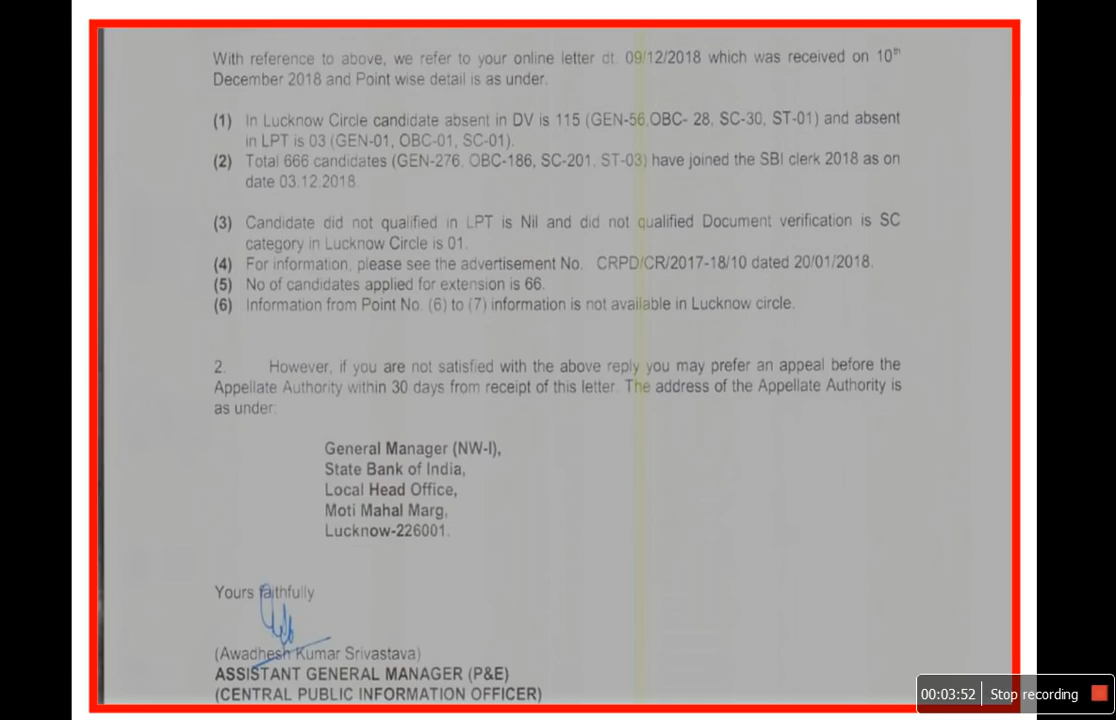 With reference to above, we refer to your online letter dt. 09/12/2018 which was received on 10th
December 2018 and Point wise detail is as under.
(1) In Lucknow Circle candidate absent in DV is 115 (GEN-56,OBC- 28, SC-30, ST-01) and absent
in LPT is 03 (GEN-01, OBC-01, SC-01).
(2) Total 666 candidates (GEN-276, OBC-186, SC-201, ST-03) have joined the SBI clerk 2018 as on
date 03.12.2018.
(3) Candidate did not qualified in LPT is Nil and did not qualified Document verification is SC
category in Lucknow Circle is 01.
(4) For information, please see the advertisement No. CRPD/CR/2017-18/10 dated 20/01/2018.
(5) No of candidates applied for extension is 66.
(6) Information from Point No. (6) to (7) information is not available in Lucknow circle.
2. However, if you are not satisfied with the above reply you may prefer an appeal before the
Appellate Authority within 30 days from receipt of this letter. The address of the Appellate Authority is
as under:
General Manager (NW-I),
State Bank of India,
Local Head Office,
Moti Mahal Marg,
Lucknow-226001.
Yours faithfully
(Awadhesh Kumar Srivastava)
ASSISTANT GENERAL MANAGER (P&E)
(CENTRAL PUBLIC INFORMATION OFFICER)
00:03:52 Stop recording